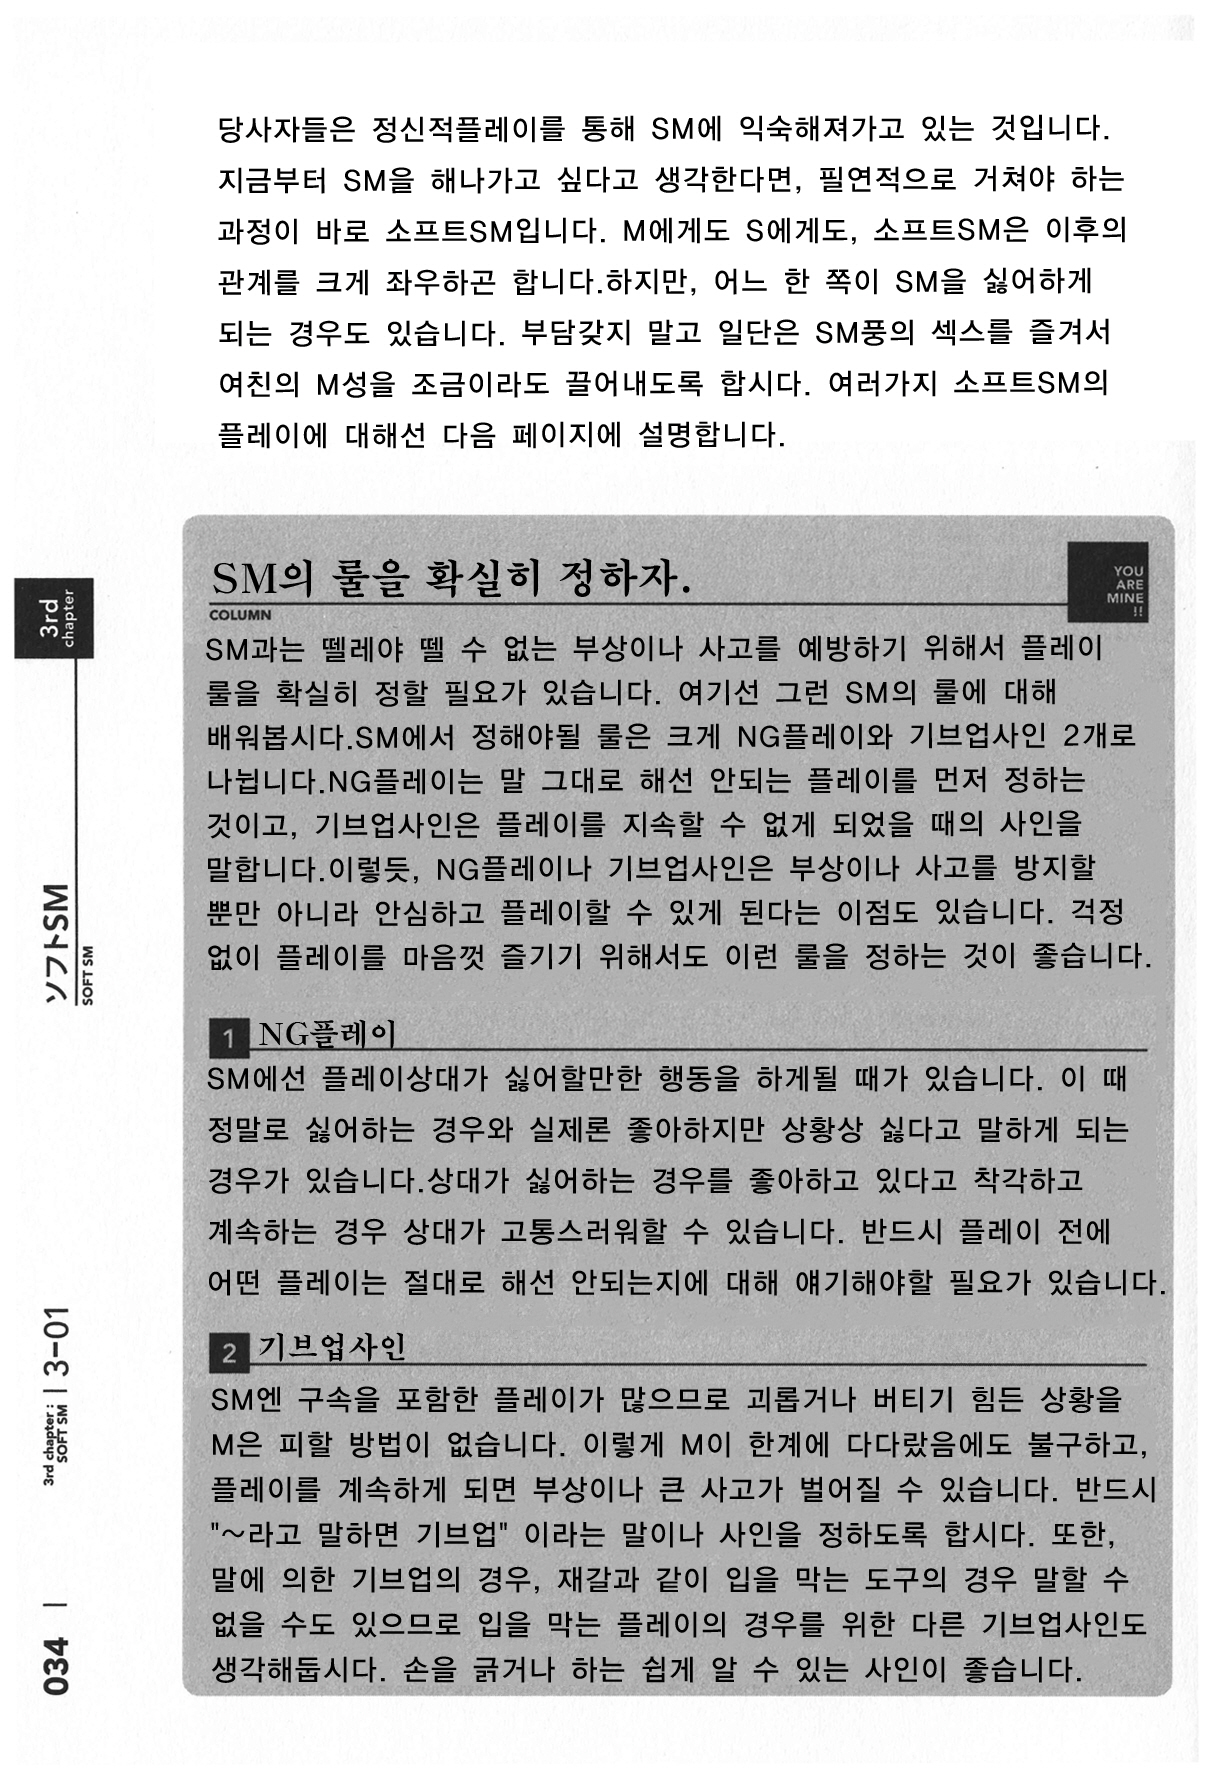 당사자들은 정신적플레이를 통해 SM에 익숙해져가고 있는 것입니다.
지금부터 SM을 해나가고 싶다고 생각한다면, 필연적으로 거쳐야 하는
과정이 바로 소프트SM입니다. M에게도 S에게도, 소프트SM은 이후의
관계를 크게 좌우하곤 합니다.하지만, 어느 한 쪽이 SM을 싫어하게
되는 경우도 있습니다. 부담갖지 말고 일단은 SM풍의 섹스를 즐겨서
여친의 M성을 조금이라도 끌어내도록 합시다. 여러가지 소프트SM의
플레이에 대해선 다음 페이지에 설명합니다.
SM의 룰을 확실히 정하자.
COLUMN
YOU
ARE
MINE
!!
SM과는 뗄레야 뗄 수 없는 부상이나 사고를 예방하기 위해서 플레이
룰을 확실히 정할 필요가 있습니다. 여기선 그런 SM의 룰에 대해
배워봅시다.SM에서 정해야될 룰은 크게 NG플레이와 기브업사인 2개로
나뉩니다.NG플레이는 말 그대로 해선 안되는 플레이를 먼저 정하는
것이고, 기브업사인은 플레이를 지속할 수 없게 되었을 때의 사인을
말합니다.이렇듯, NG플레이나 기브업사인은 부상이나 사고를 방지할
뿐만 아니라 안심하고 플레이할 수 있게 된다는 이점도 있습니다. 걱정
없이 플레이를 마음껏 즐기기 위해서도 이런 룰을 정하는 것이 좋습니다.
1 NG플레이
SM에선 플레이상대가 싫어할만한 행동을 하게될 때가 있습니다. 이 때
정말로 싫어하는 경우와 실제론 좋아하지만 상황상 싫다고 말하게 되는
경우가 있습니다.상대가 싫어하는 경우를 좋아하고 있다고 착각하고
계속하는 경우 상대가 고통스러워할 수 있습니다. 반드시 플레이 전에
어떤 플레이는 절대로 해선 안되는지에 대해 얘기해야할 필요가 있습니다.
2 기브업사인
SM엔 구속을 포함한 플레이가 많으므로 괴롭거나 버티기 힘든 상황을
M은 피할 방법이 없습니다. 이렇게 M이 한계에 다다랐음에도 불구하고,
플레이를 계속하게 되면 부상이나 큰 사고가 벌어질 수 있습니다. 반드시
"~라고 말하면 기브업" 이라는 말이나 사인을 정하도록 합시다. 또한,
말에 의한 기브업의 경우, 재갈과 같이 입을 막는 도구의 경우 말할 수
없을 수도 있으므로 입을 막는 플레이의 경우를 위한 다른 기브업사인도
생각해둡시다. 손을 긁거나 하는 쉽게 알 수 있는 사인이 좋습니다.
3rd
chapter
ソフトSM
SOFT SM
3rd chapter :
SOFT SM | 3-01
034 |